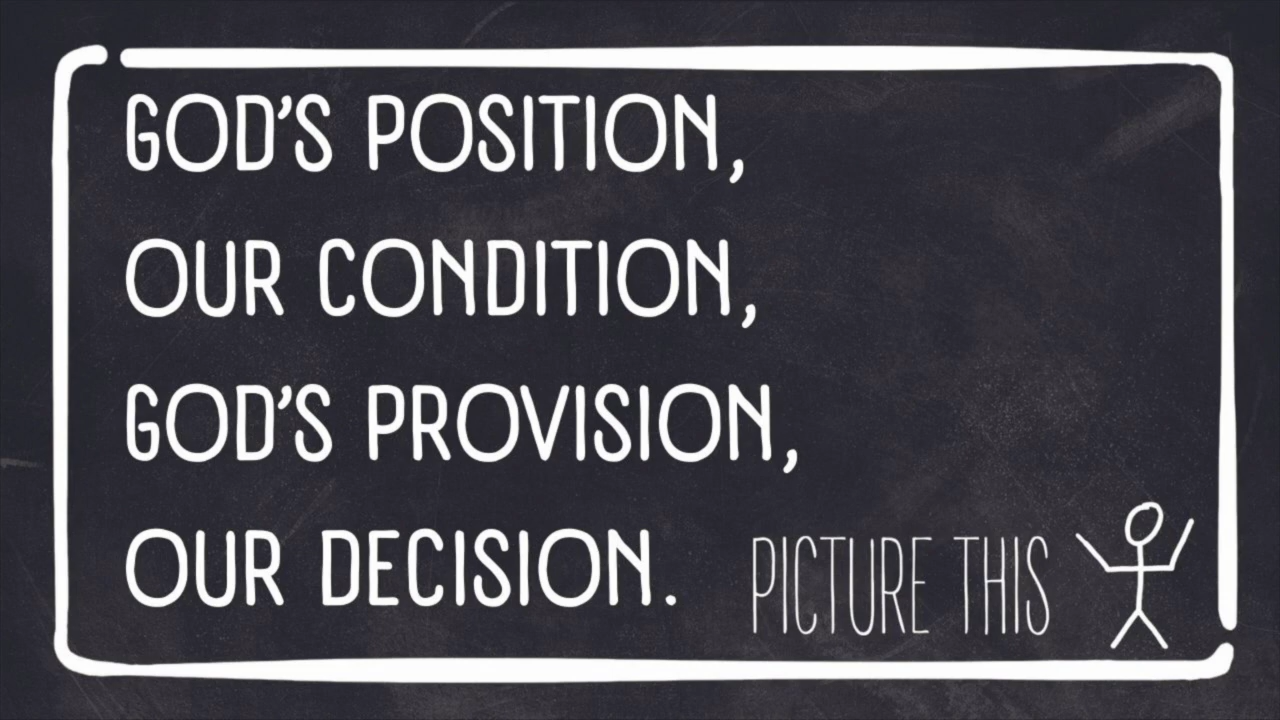 GOD'S POSITION,
OUR CONDITION,
GOD'S PROVISION,
OUR DECISION.
PICTURE THIS